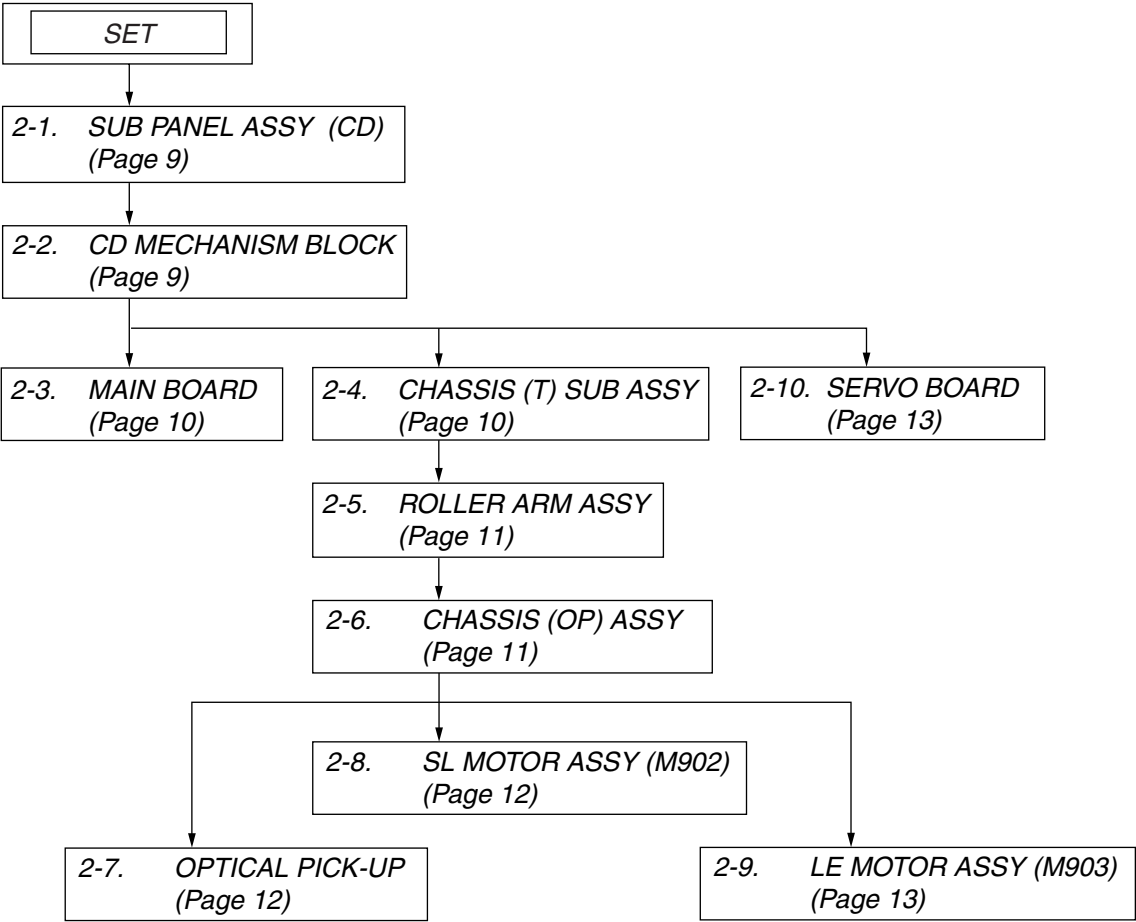 SET
2-1. SUB PANEL ASSY (CD)
(Page 9)
2-2. CD MECHANISM BLOCK
(Page 9)
2-3. MAIN BOARD
(Page 10)
2-4. CHASSIS (T) SUB ASSY
(Page 10)
2-10. SERVO BOARD
(Page 13)
2-5. ROLLER ARM ASSY
(Page 11)
2-6. CHASSIS (OP) ASSY
(Page 11)
2-8. SL MOTOR ASSY (M902)
(Page 12)
2-7. OPTICAL PICK-UP
(Page 12)
2-9. LE MOTOR ASSY (M903)
(Page 13)